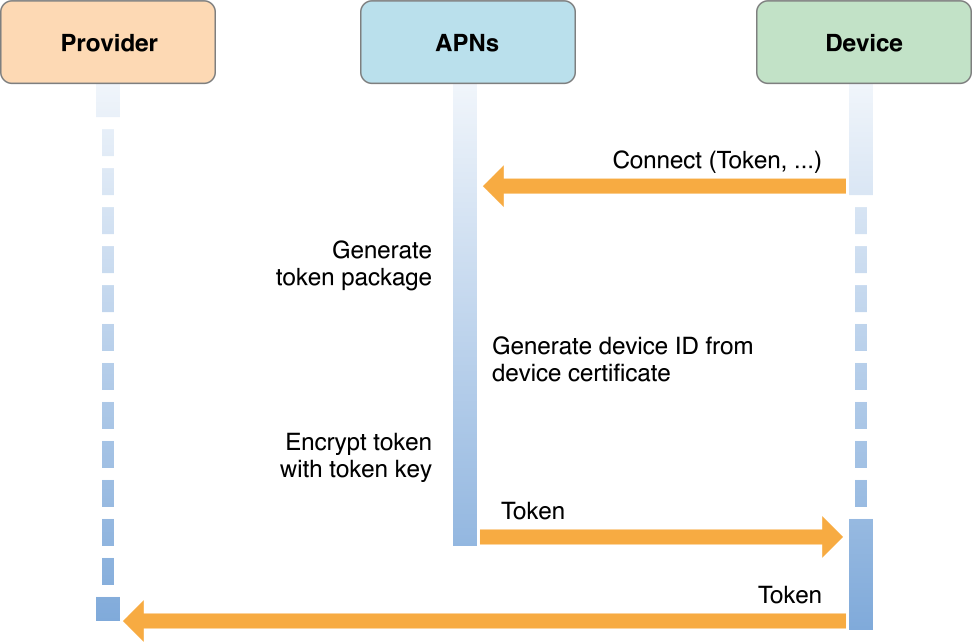 Provider
APNs
Device
Connect (Token, ...)
Generate
token package
Generate device ID from
device certificate
Encrypt token
with token key
Token
Token